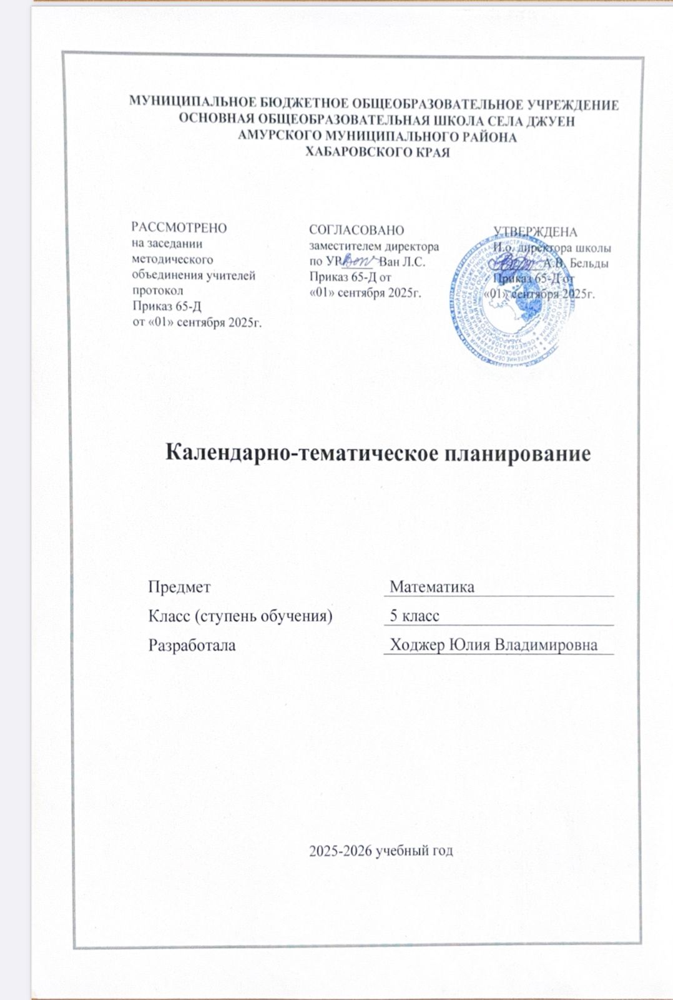 МУНИЦИПАЛЬНОЕ БЮДЖЕТНОЕ ОБЩЕОБРАЗОВАТЕЛЬНОЕ УЧРЕЖДЕНИЕ
ОСНОВНАЯ ОБЩЕОБРАЗОВАТЕЛЬНАЯ ШКОЛА СЕЛА ДЖУЕН
АМУРСКОГО МУНИЦИПАЛЬНОГО РАЙОНА
ХАБАРОВСКОГО КРАЯ
РАССМОТРЕНО
на заседании
методического
объединения учителей
протокол
Приказ 65-Д
от «01» сентября 2025г.
СОГЛАСОВАНО
заместителем директора
по УР Ван Л.С.
Приказ 65-Д от
«01» сентября 2025г.
УТВЕРЖДЕНА
И.о. директора школы
А.В. Бельды
Приказ 65-Д от
«01» сентября 2025г.
Календарно-тематическое планирование
Предмет Математика
Класс (ступень обучения) 5 класс
Разработала Ходжер Юлия Владимировна
2025-2026 учебный год